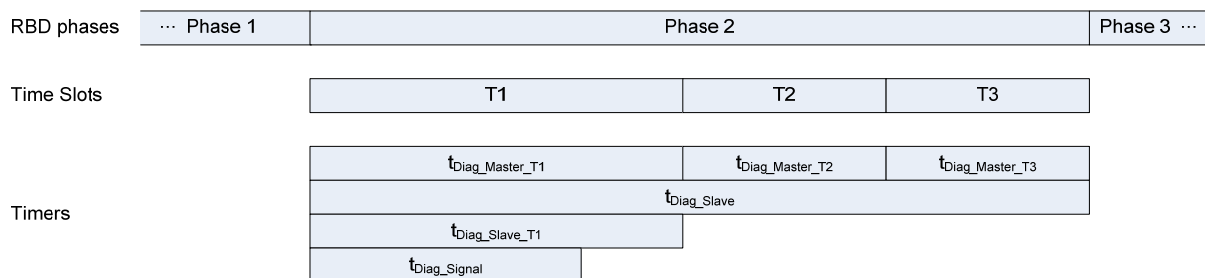 RBD phases ··· Phase 1 Phase 2 Phase 3 ···
Time Slots T1 T2 T3
tDiag_Master_T1 tDiag_Master_T2 tDiag_Master_T3
tDiag_Slave
Timers
tDiag_Slave_T1
tDiag_Signal